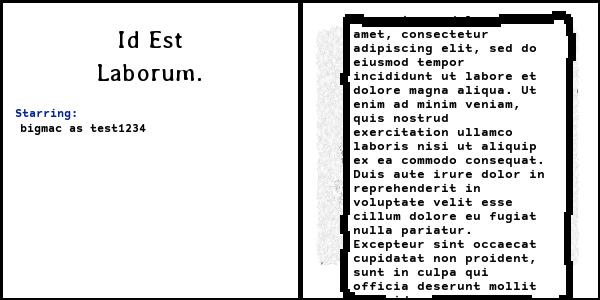 Id Est
Laborum.
Starring:
bigmac as test1234
amet, consectetur
adipiscing elit, sed do
eiusmod tempor
incididunt ut labore et
dolore magna aliqua. Ut
enim ad minim veniam,
quis nostrud
exercitation ullamco
laboris nisi ut aliquip
ex ea commodo consequat.
Duis aute irure dolor in
reprehenderit in
voluptate velit esse
cillum dolore eu fugiat
nulla pariatur.
Excepteur sint occaecat
cupidatat non proident,
sunt in culpa qui
officia deserunt mollit